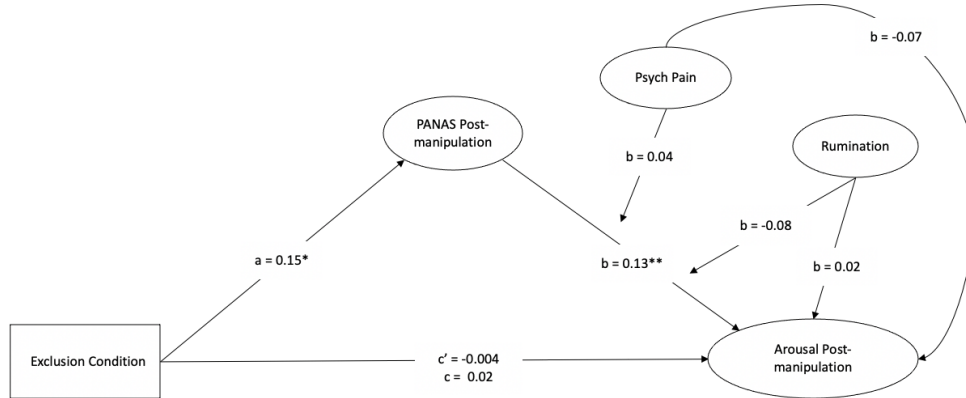 b = -0.07
Psych Pain
PANAS Post-
manipulation
Rumination
b = 0.04
b = -0.08
a = 0.15*
b = 0.13**
b = 0.02
Exclusion Condition
c’ = -0.004
c = 0.02
Arousal Post-
manipulation